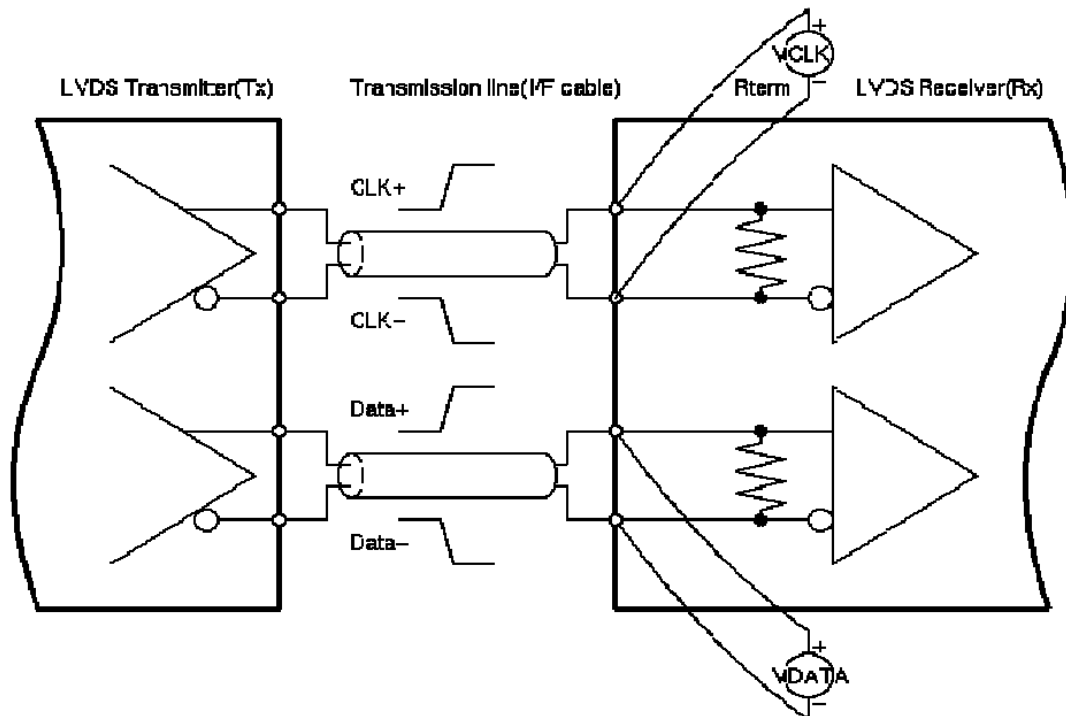 LVDS Transmitter(Tx)
Transmission line(I/F cable)
Rterm
LVDS Receiver(Rx)
+
VCLK
−
CLK+
CLK−
Data+
Data−
+
VDATA
−